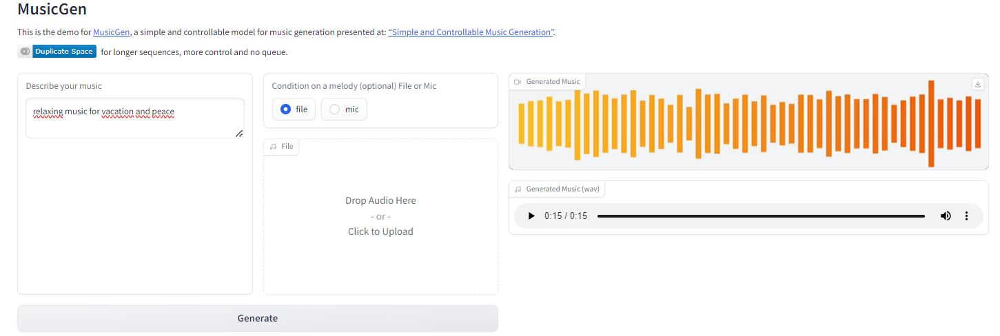 MusicGen
This is the demo for MusicGen, a simple and controllable model for music generation presented at: “Simple and Controllable Music Generation”.
Duplicate Space for longer sequences, more control and no queue.
Describe your music
relaxing music for vacation and peace
Condition on a melody (optional) File or Mic
file
mic
File
Drop Audio Here
- or -
Click to Upload
Generate
Generated Music
Generated Music (wav)
0:15 / 0:15